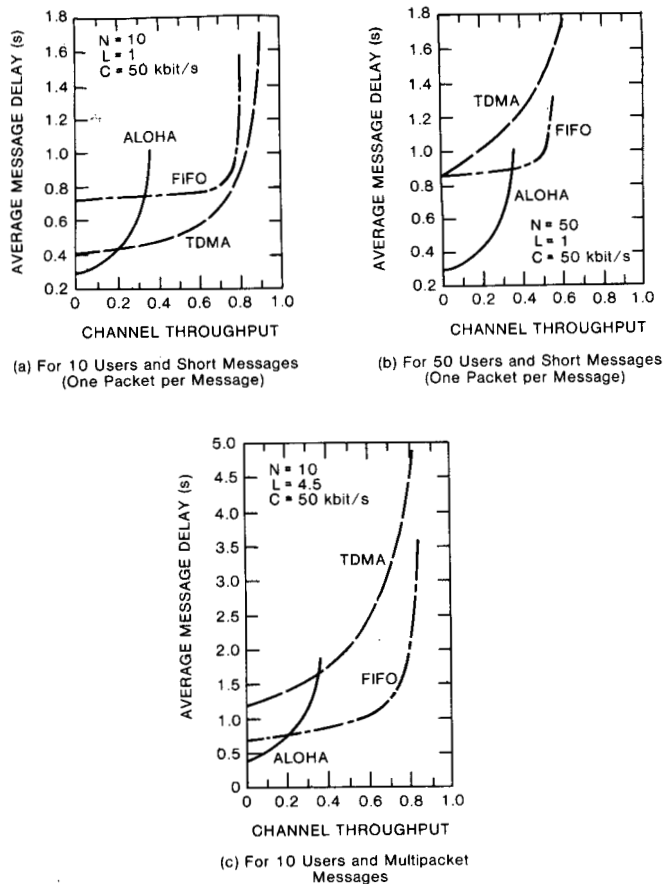 AVERAGE MESSAGE DELAY (s)
1.8
1.6
1.4
1.2
1.0
0.8
0.6
0.4
0.2
N = 10
L = 1
C = 50 kbit/s
ALOHA
FIFO
TDMA
0 0.2 0.4 0.6 0.8 1.0
CHANNEL THROUGHPUT
(a) For 10 Users and Short Messages
(One Packet per Message)
AVERAGE MESSAGE DELAY (s)
1.8
1.6
1.4
1.2
1.0
0.8
0.6
0.4
0.2
TDMA
FIFO
ALOHA
N = 50
L = 1
C = 50 kbit/s
0 0.2 0.4 0.6 0.8 1.0
CHANNEL THROUGHPUT
(b) For 50 Users and Short Messages
(One Packet per Message)
AVERAGE MESSAGE DELAY (s)
5.0
4.5
4.0
3.5
3.0
2.5
2.0
1.5
1.0
0.5
0
N = 10
L = 4.5
C = 50 kbit/s
TDMA
FIFO
ALOHA
0 0.2 0.4 0.6 0.8 1.0
CHANNEL THROUGHPUT
(c) For 10 Users and Multipacket
Messages